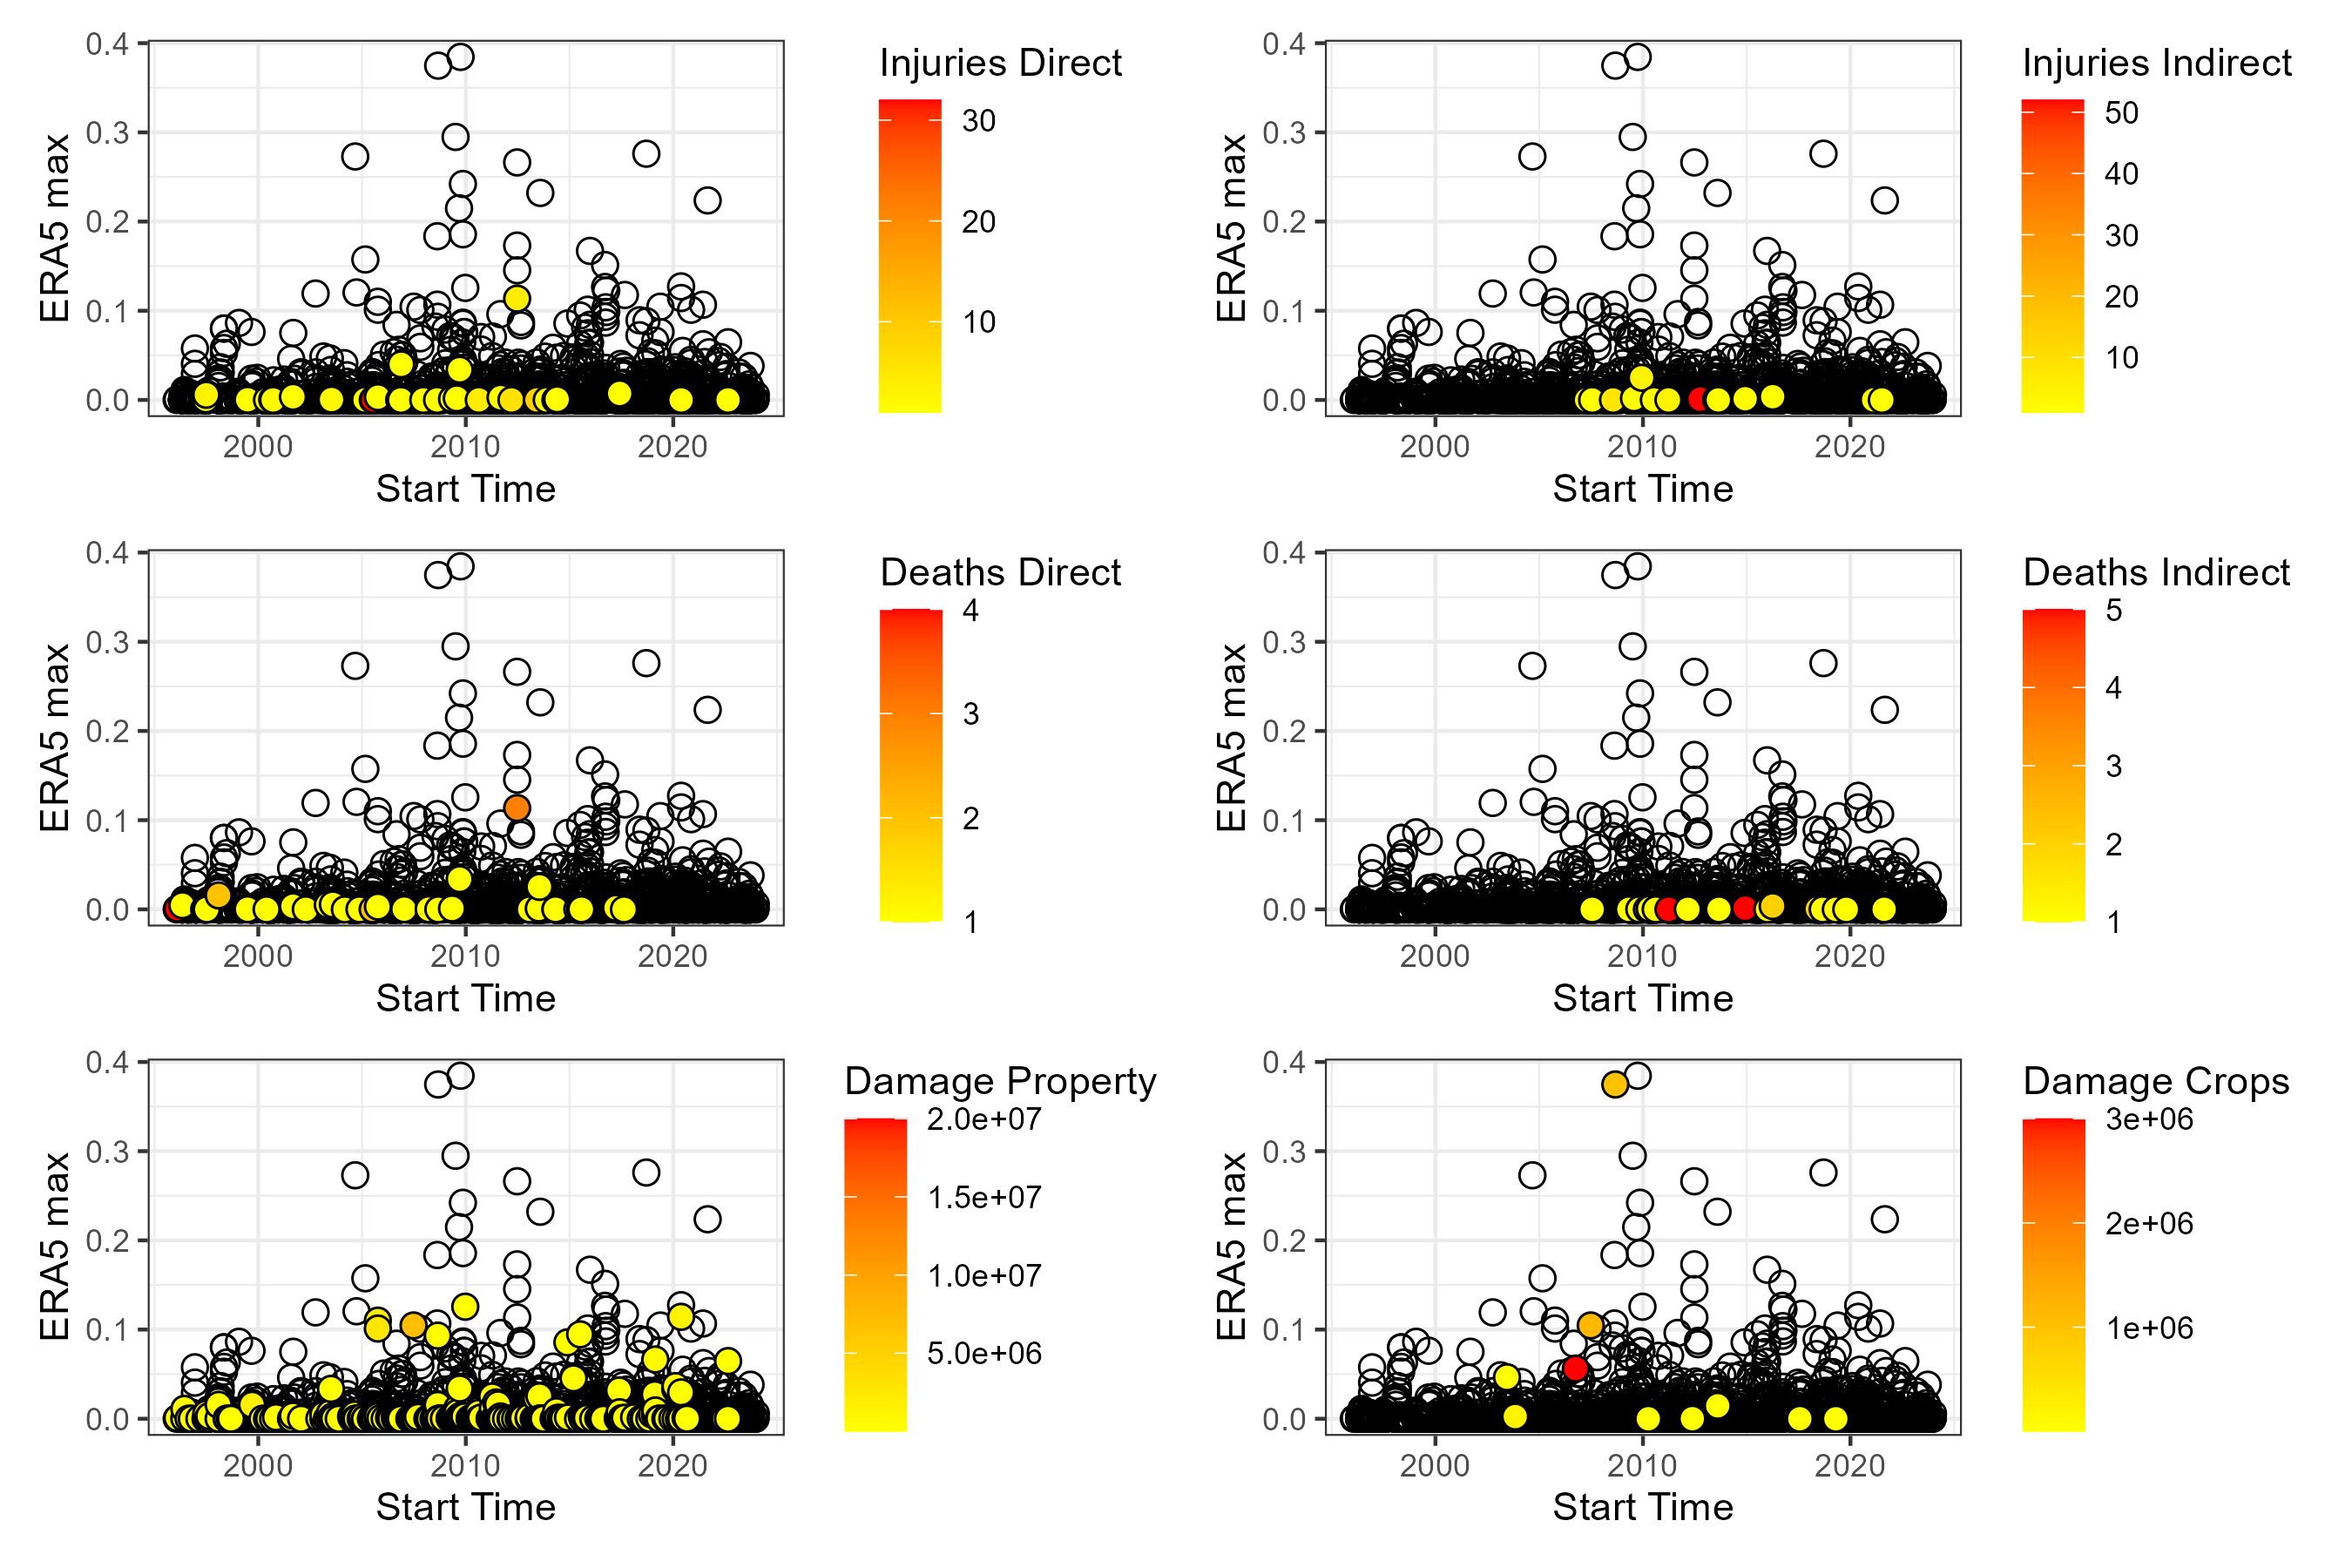 Injuries Direct
0.4
0.3
0.2
0.1
0.0
ERA5 max
2000 2010 2020
Start Time
30
20
10
Injuries Indirect
0.4
0.3
0.2
0.1
0.0
ERA5 max
2000 2010 2020
Start Time
50
40
30
20
10
Deaths Direct
0.4
0.3
0.2
0.1
0.0
ERA5 max
2000 2010 2020
Start Time
4
3
2
1
Deaths Indirect
0.4
0.3
0.2
0.1
0.0
ERA5 max
2000 2010 2020
Start Time
5
4
3
2
1
Damage Property
0.4
0.3
0.2
0.1
0.0
ERA5 max
2000 2010 2020
Start Time
2.0e+07
1.5e+07
1.0e+07
5.0e+06
Damage Crops
0.4
0.3
0.2
0.1
0.0
ERA5 max
2000 2010 2020
Start Time
3e+06
2e+06
1e+06